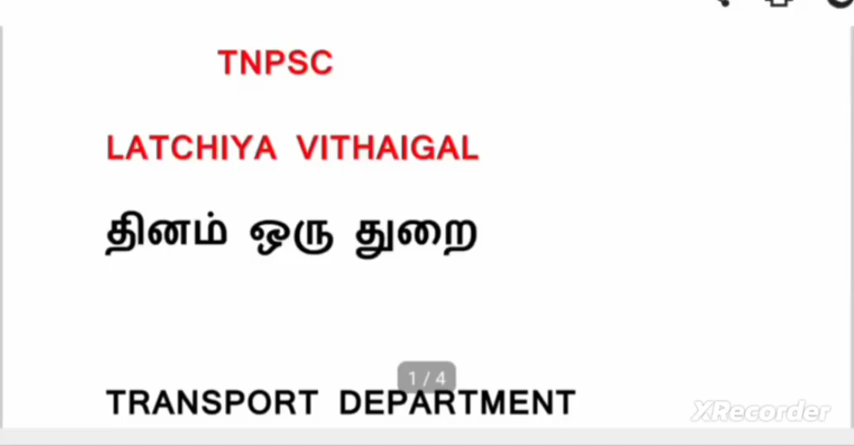 TNPSC
LATCHIYA VITHAIGAL
தினம் ஒரு துறை
1 / 4
TRANSPORT DEPARTMENT
XRecorder